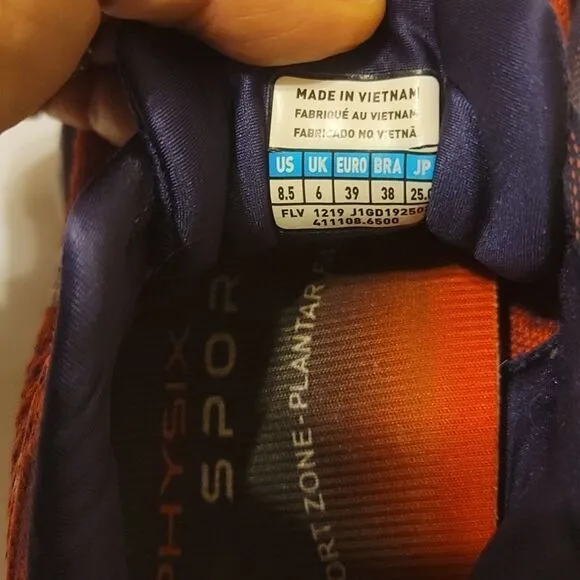 MADE IN VIETNAM
FABRIQUÉ AU VIETNAM
FABRICADO NO VIETNÃ
US UK EURO BRA JP
8.5 6 39 38 25.0
FLV 1219 J1GD19250
411108.6500
PHYSIX
SPOR
ORT ZONE-PLANTAR